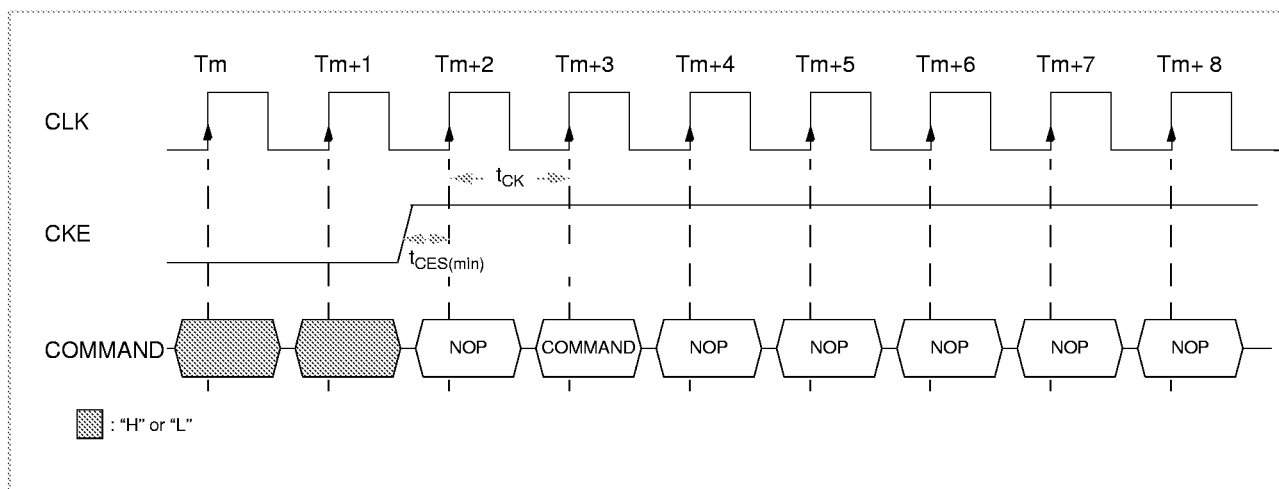 Tm Tm+1 Tm+2 Tm+3 Tm+4 Tm+5 Tm+6 Tm+7 Tm+ 8
CLK
tCK
CKE
tCES(min)
COMMAND NOP COMMAND NOP NOP NOP NOP NOP
: “H” or “L”